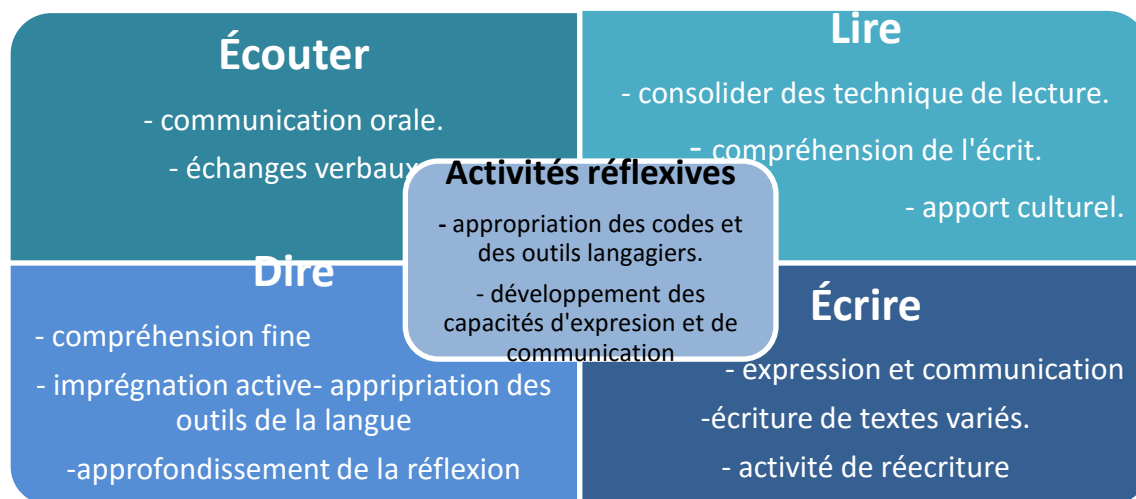 Écouter
- communication orale.
- échanges verbaux
Lire
- consolider des technique de lecture.
- compréhension de l'écrit.
- apport culturel.
Activités réflexives
- appropriation des codes et
des outils langagiers.
- développement des
capacités d'expresion et de
communication
Dire
- compréhension fine
- imprégnation active- appripriation des
outils de la langue
-approfondissement de la réflexion
Écrire
- expression et communication
-écriture de textes variés.
- activité de réecriture